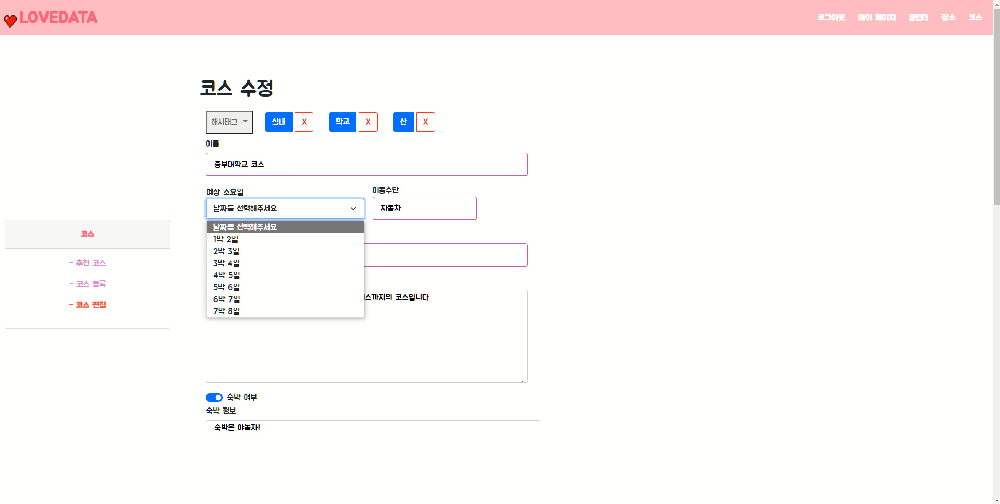 LOVEDATA
로그아웃 마이 페이지 캘린더 장소 코스
코스 수정
해시태그 실내 X 학교 X 산 X
이름
중부대학교 코스
예상 소요일
이동수단
날짜를 선택해주세요
자동차
날짜를 선택해주세요
1박 2일
2박 3일
3박 4일
4박 5일
5박 6일
6박 7일
7박 8일
스까지의 코스입니다
숙박 여부
숙박 정보
숙박은 야놀자!
코스
- 추천 코스
- 코스 등록
- 코스 편집